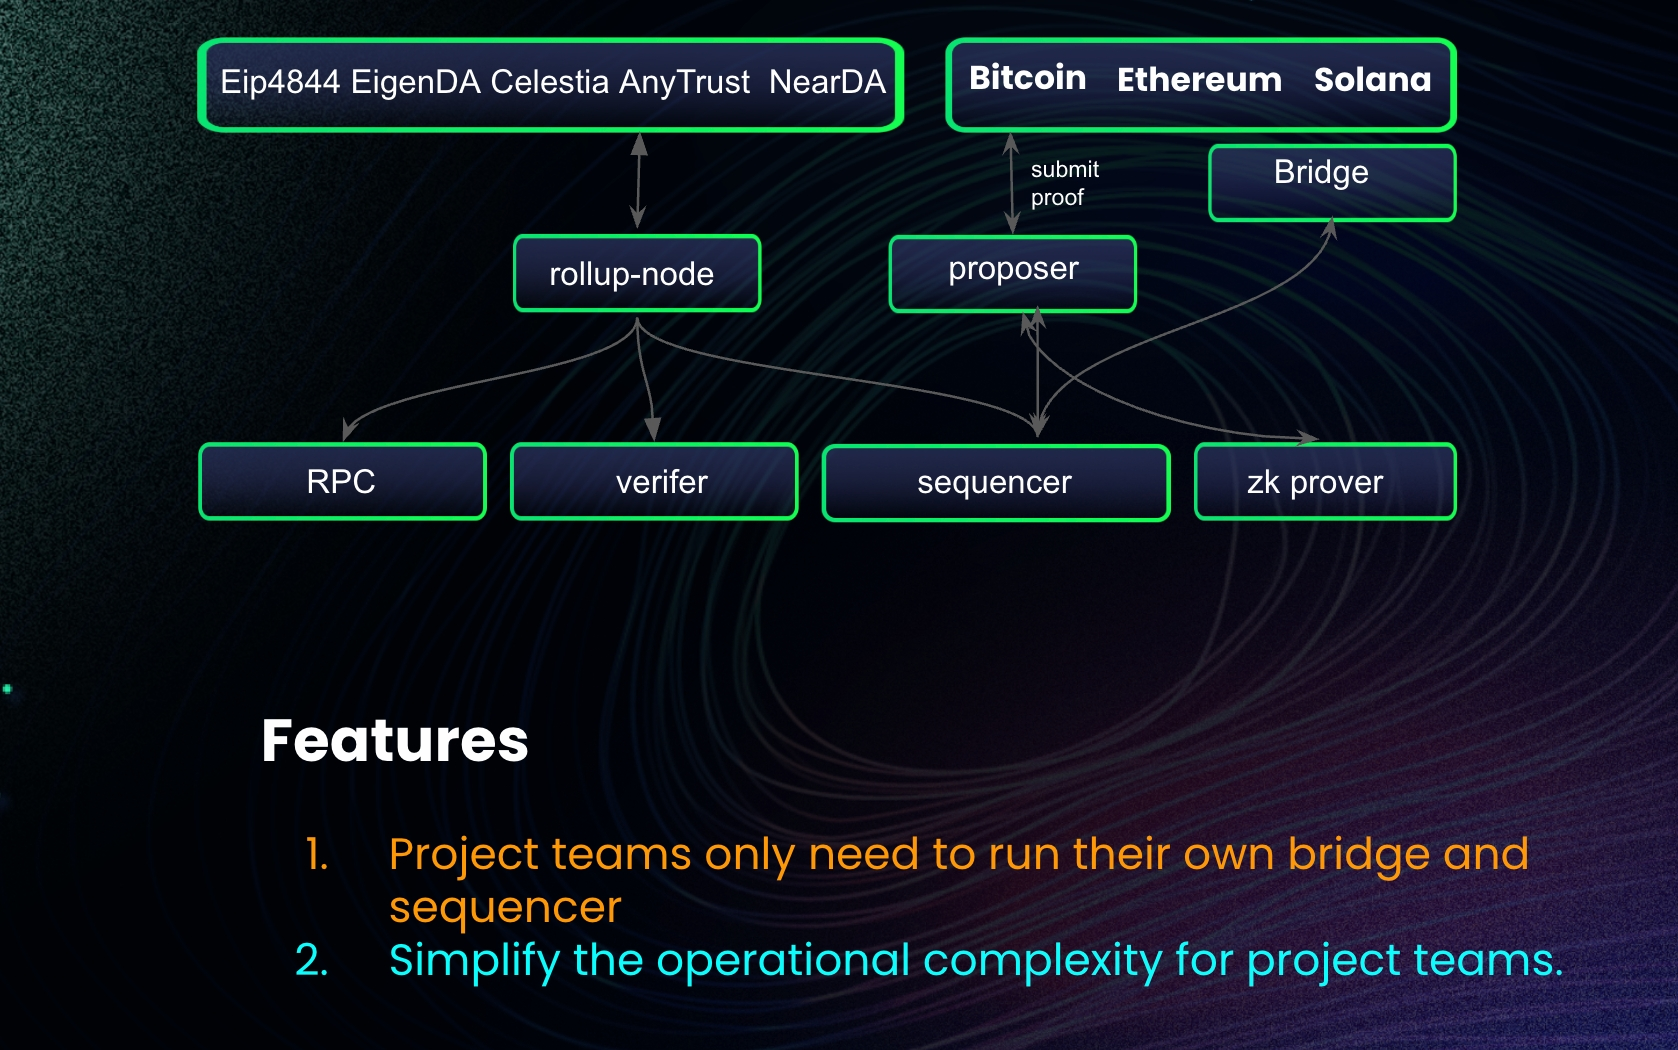 Eip4844 EigenDA Celestia AnyTrust NearDA
Bitcoin Ethereum Solana
submit
proof
Bridge
rollup-node
proposer
RPC
verifer
sequencer
zk prover
Features
1. Project teams only need to run their own bridge and
sequencer
2. Simplify the operational complexity for project teams.